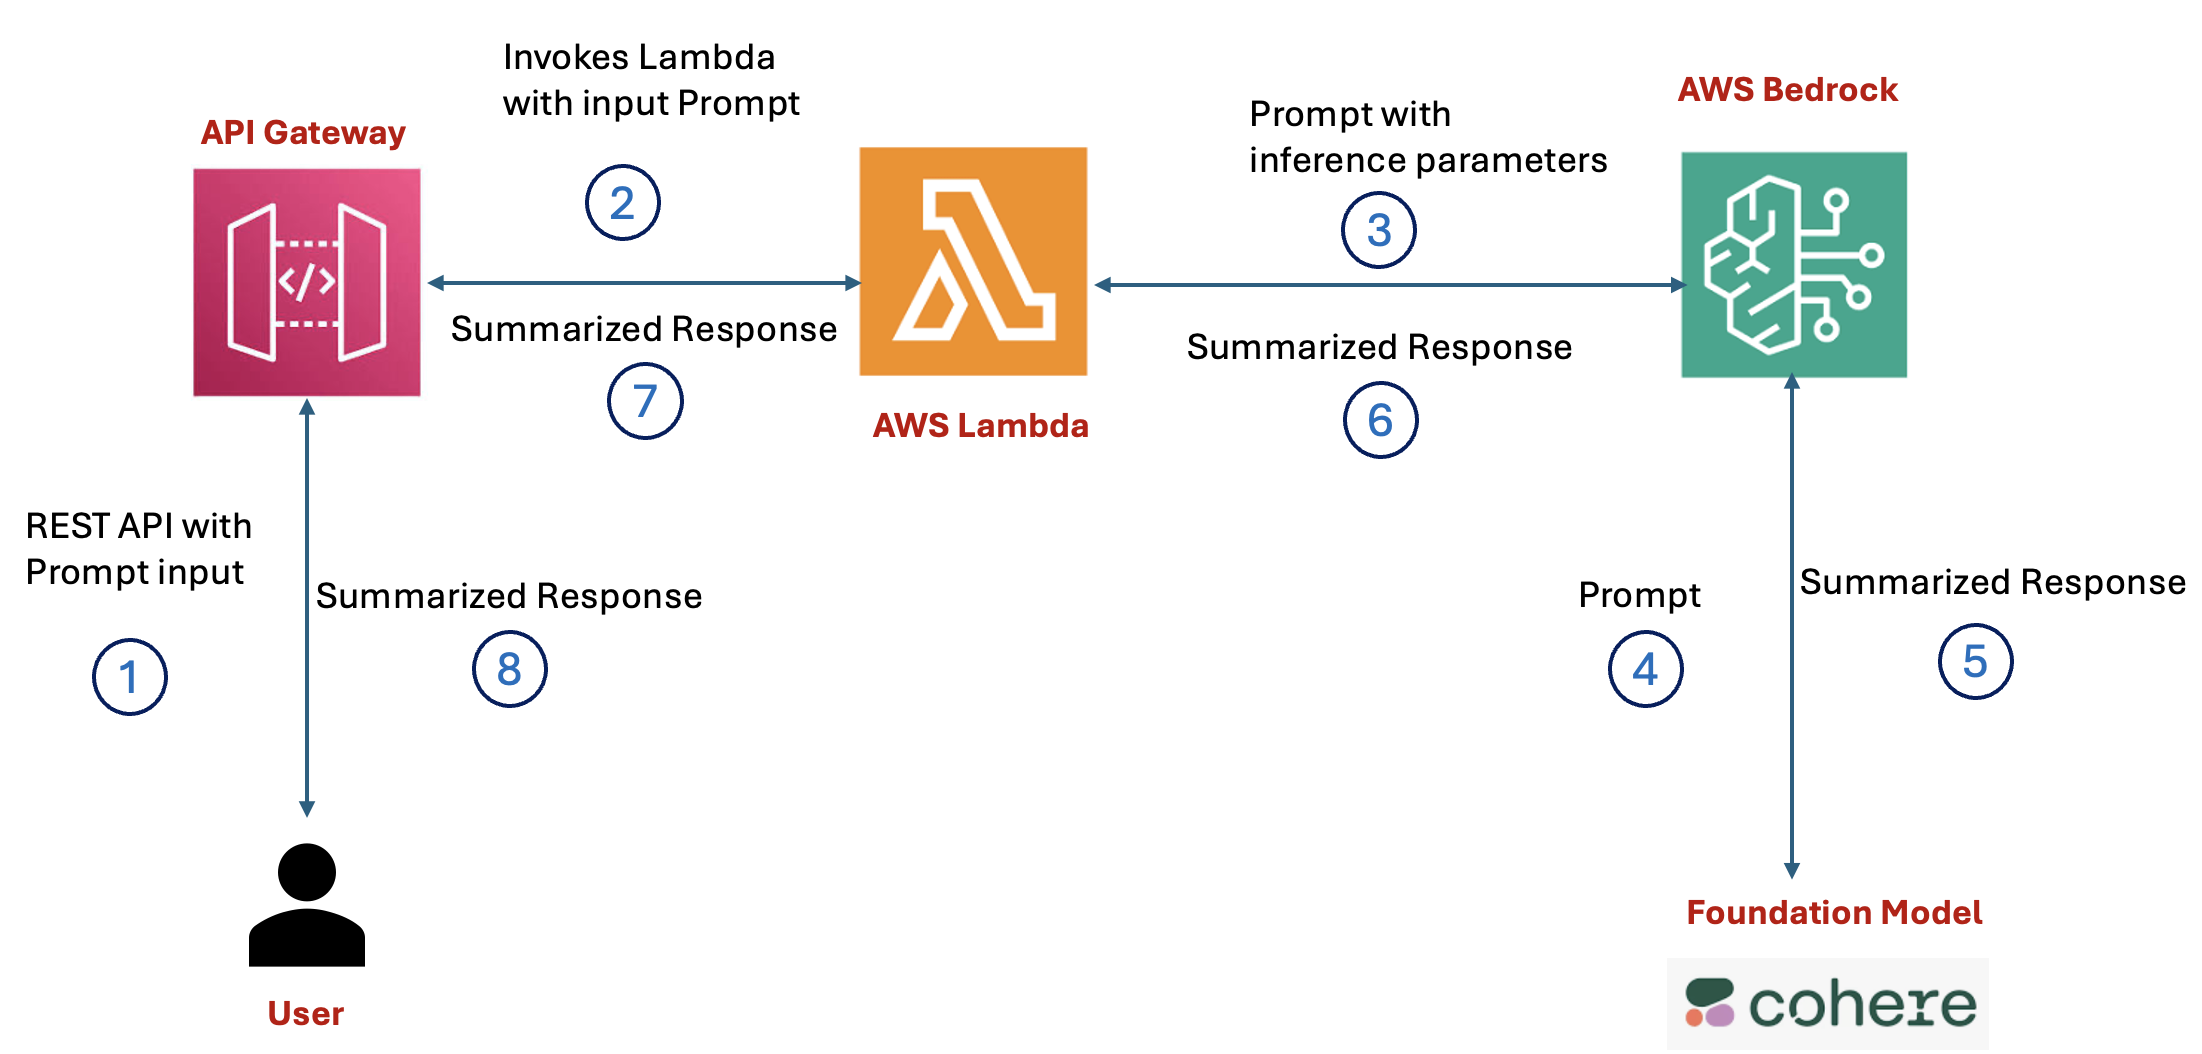 Invokes Lambda
with input Prompt
AWS Bedrock
API Gateway
Prompt with
inference parameters
2
3
</>
Summarized Response
Summarized Response
7
6
AWS Lambda
REST API with
Prompt input
Summarized Response
Prompt
Summarized Response
1
8
4
5
Foundation Model
cohere
User